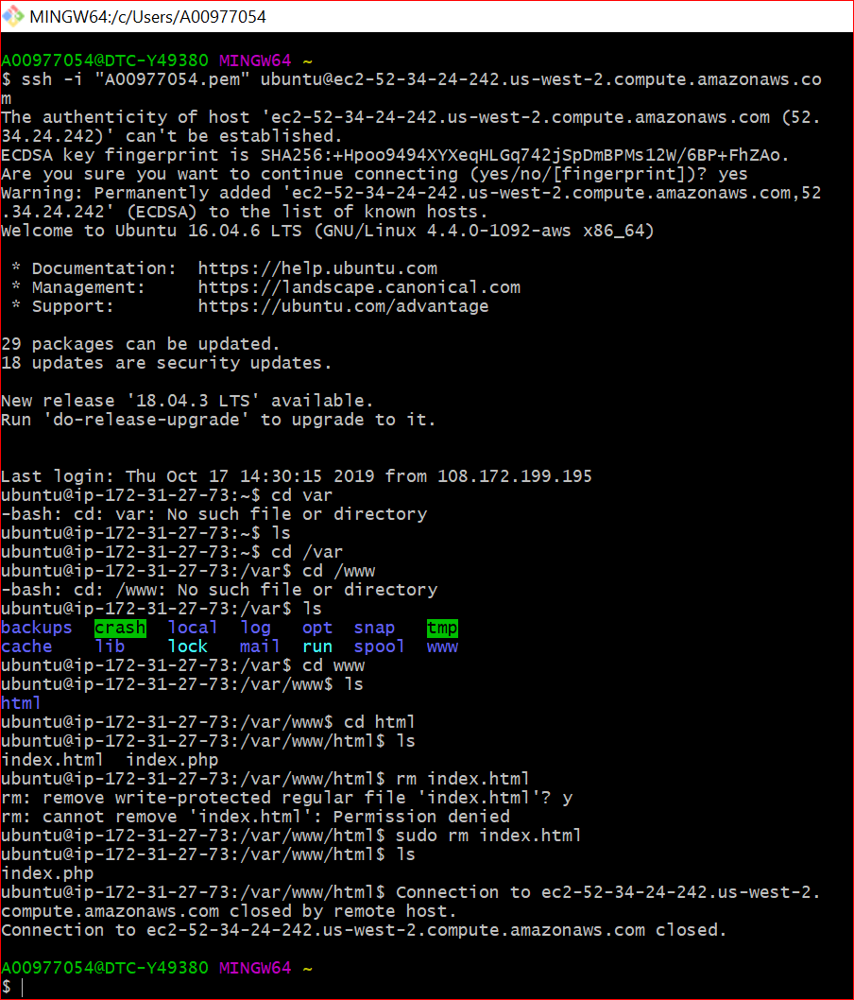 MINGW64:/c/Users/A00977054
A00977054@DTC-Y49380 MINGW64 ~
$ ssh -i "A00977054.pem" ubuntu@ec2-52-34-24-242.us-west-2.compute.amazonaws.co
m
The authenticity of host 'ec2-52-34-24-242.us-west-2.compute.amazonaws.com (52.
34.24.242)' can't be established.
ECDSA key fingerprint is SHA256:+Hpoo9494XYXeqHLGq742jSpDmBPMs12W/6BP+FhZAo.
Are you sure you want to continue connecting (yes/no/[fingerprint])? yes
Warning: Permanently added 'ec2-52-34-24-242.us-west-2.compute.amazonaws.com,52
.34.24.242' (ECDSA) to the list of known hosts.
Welcome to Ubuntu 16.04.6 LTS (GNU/Linux 4.4.0-1092-aws x86_64)
* Documentation:  https://help.ubuntu.com
* Management:     https://landscape.canonical.com
* Support:        https://ubuntu.com/advantage
29 packages can be updated.
18 updates are security updates.
New release '18.04.3 LTS' available.
Run 'do-release-upgrade' to upgrade to it.
Last login: Thu Oct 17 14:30:15 2019 from 108.172.199.195
ubuntu@ip-172-31-27-73:~$ cd var
-bash: cd: var: No such file or directory
ubuntu@ip-172-31-27-73:~$ ls
ubuntu@ip-172-31-27-73:~$ cd /var
ubuntu@ip-172-31-27-73:/var$ cd /www
-bash: cd: /www: No such file or directory
ubuntu@ip-172-31-27-73:/var$ ls
backups  crash  local  log   opt  snap   tmp
cache    lib    lock   mail  run  spool  www
ubuntu@ip-172-31-27-73:/var$ cd www
ubuntu@ip-172-31-27-73:/var/www$ ls
html
ubuntu@ip-172-31-27-73:/var/www$ cd html
ubuntu@ip-172-31-27-73:/var/www/html$ ls
index.html  index.php
ubuntu@ip-172-31-27-73:/var/www/html$ rm index.html
rm: remove write-protected regular file 'index.html'? y
rm: cannot remove 'index.html': Permission denied
ubuntu@ip-172-31-27-73:/var/www/html$ sudo rm index.html
ubuntu@ip-172-31-27-73:/var/www/html$ ls
index.php
ubuntu@ip-172-31-27-73:/var/www/html$ Connection to ec2-52-34-24-242.us-west-2.
compute.amazonaws.com closed by remote host.
Connection to ec2-52-34-24-242.us-west-2.compute.amazonaws.com closed.
A00977054@DTC-Y49380 MINGW64 ~
$